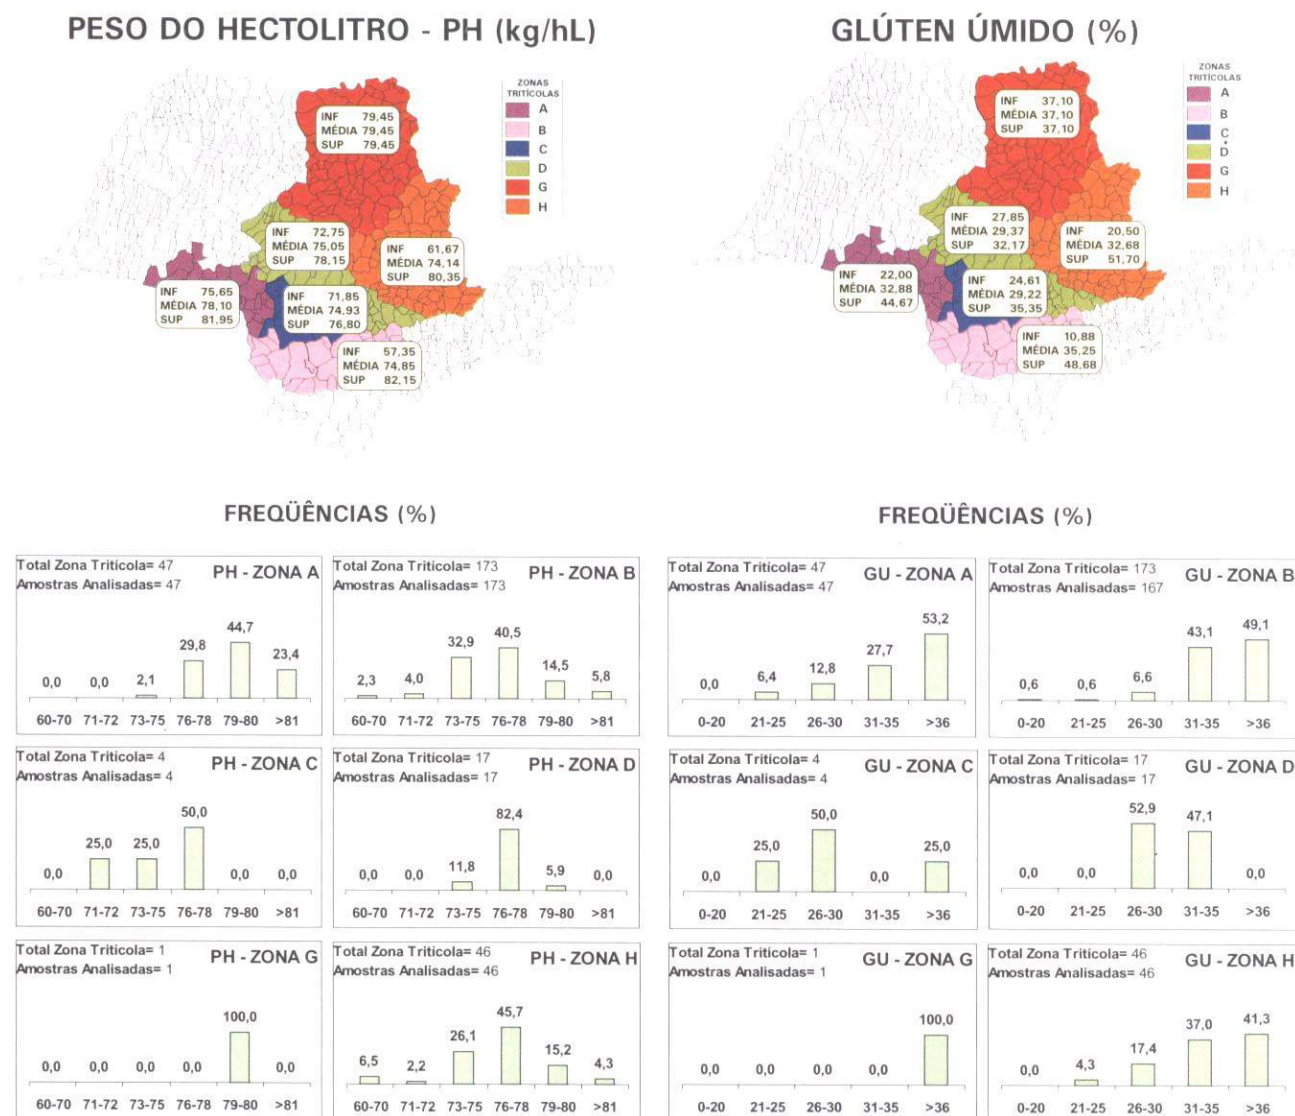 PESO DO HECTOLITRO - PH (kg/hL)
ZONAS
TRITÍCOLAS
A
B
C
D
G
H
INF 79,45
MÉDIA 79,45
SUP 79,45
INF 72,75
MÉDIA 75,05
SUP 78,15
INF 61,67
MÉDIA 74,14
SUP 80,35
INF 75,65
MÉDIA 78,10
SUP 81,95
INF 71,85
MÉDIA 74,93
SUP 76,80
INF 57,35
MÉDIA 74,85
SUP 82,15
GLÚTEN ÚMIDO (%)
ZONAS
TRITÍCOLAS
A
B
C
D
G
H
INF 37,10
MÉDIA 37,10
SUP 37,10
INF 27,85
MÉDIA 29,37
SUP 32,17
INF 20,50
MÉDIA 32,68
SUP 51,70
INF 22,00
MÉDIA 32,88
SUP 44,67
INF 24,61
MÉDIA 29,22
SUP 35,35
INF 10,88
MÉDIA 35,25
SUP 48,68
FREQÜÊNCIAS (%)
Total Zona Tritícola= 47
Amostras Analisadas= 47
PH - ZONA A
0,0 0,0 2,1 29,8 44,7 23,4
60-70 71-72 73-75 76-78 79-80 >81
Total Zona Tritícola= 173
Amostras Analisadas= 173
PH - ZONA B
2,3 4,0 32,9 40,5 14,5 5,8
60-70 71-72 73-75 76-78 79-80 >81
Total Zona Tritícola= 4
Amostras Analisadas= 4
PH - ZONA C
0,0 25,0 25,0 50,0 0,0 0,0
60-70 71-72 73-75 76-78 79-80 >81
Total Zona Tritícola= 17
Amostras Analisadas= 17
PH - ZONA D
0,0 0,0 11,8 82,4 5,9 0,0
60-70 71-72 73-75 76-78 79-80 >81
Total Zona Tritícola= 1
Amostras Analisadas= 1
PH - ZONA G
0,0 0,0 0,0 0,0 100,0 0,0
60-70 71-72 73-75 76-78 79-80 >81
Total Zona Tritícola= 46
Amostras Analisadas= 46
PH - ZONA H
6,5 2,2 26,1 45,7 15,2 4,3
60-70 71-72 73-75 76-78 79-80 >81
FREQÜÊNCIAS (%)
Total Zona Tritícola= 47
Amostras Analisadas= 47
GU - ZONA A
0,0 6,4 12,8 27,7 53,2
0-20 21-25 26-30 31-35 >36
Total Zona Tritícola= 173
Amostras Analisadas= 167
GU - ZONA B
0,6 0,6 6,6 43,1 49,1
0-20 21-25 26-30 31-35 >36
Total Zona Tritícola= 4
Amostras Analisadas= 4
GU - ZONA C
0,0 25,0 50,0 0,0 25,0
0-20 21-25 26-30 31-35 >36
Total Zona Tritícola= 17
Amostras Analisadas= 17
GU - ZONA D
0,0 0,0 52,9 47,1 0,0
0-20 21-25 26-30 31-35 >36
Total Zona Tritícola= 1
Amostras Analisadas= 1
GU - ZONA G
0,0 0,0 0,0 0,0 100,0
0-20 21-25 26-30 31-35 >36
Total Zona Tritícola= 46
Amostras Analisadas= 46
GU - ZONA H
0,0 4,3 17,4 37,0 41,3
0-20 21-25 26-30 31-35 >36